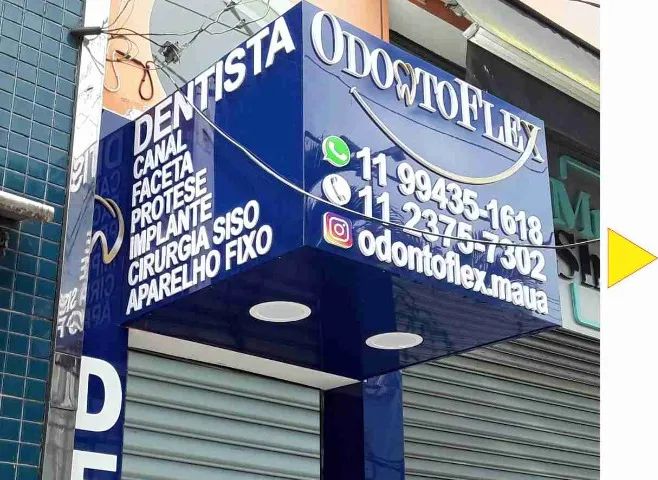 DENTISTA
CANAL
FACETA
PROTESE
IMPLANTE
CIRURGIA SISO
APARELHO FIXO
ODONTOFLEX
11 99435-1618
11 2375-7302
odontoflex.maua
D